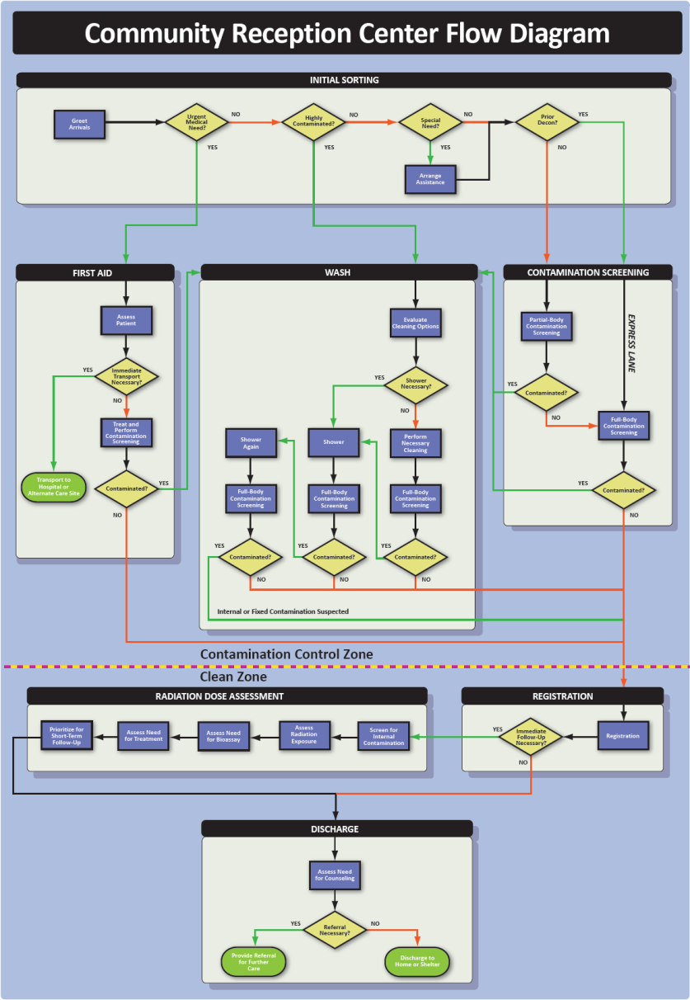 Community Reception Center Flow Diagram
INITIAL SORTING
Greet
Arrivals
Urgent
Medical
Need?
NO
YES
Highly
Contaminated?
NO
YES
Special
Need?
NO
YES
Arrange
Assistance
Prior
Decon?
YES
NO
FIRST AID
Assess
Patient
Immediate
Transport
Necessary?
YES
NO
Treat and
Perform
Contamination
Screening
Transport to
Hospital or
Alternate Care Site
Contaminated?
YES
NO
WASH
Evaluate
Cleaning Options
Shower
Necessary?
YES
NO
Shower
Again
Shower
Perform
Necessary
Cleaning
Full-Body
Contamination
Screening
Full-Body
Contamination
Screening
Full-Body
Contamination
Screening
YES
Contaminated?
NO
YES
Contaminated?
NO
YES
Contaminated?
NO
Internal or Fixed Contamination Suspected
CONTAMINATION SCREENING
Partial-Body
Contamination
Screening
EXPRESS LANE
YES
Contaminated?
NO
Full-Body
Contamination
Screening
YES
Contaminated?
NO
Contamination Control Zone
Clean Zone
RADIATION DOSE ASSESSMENT
Prioritize for
Short-Term
Follow-Up
Assess Need
for Treatment
Assess Need
for Bioassay
Assess
Radiation
Exposure
Screen for
Internal
Contamination
REGISTRATION
YES
Immediate
Follow-Up
Necessary?
NO
Registration
DISCHARGE
Assess Need
for Counseling
YES
Referral
Necessary?
NO
Provide Referral
for Further
Care
Discharge to
Home or Shelter